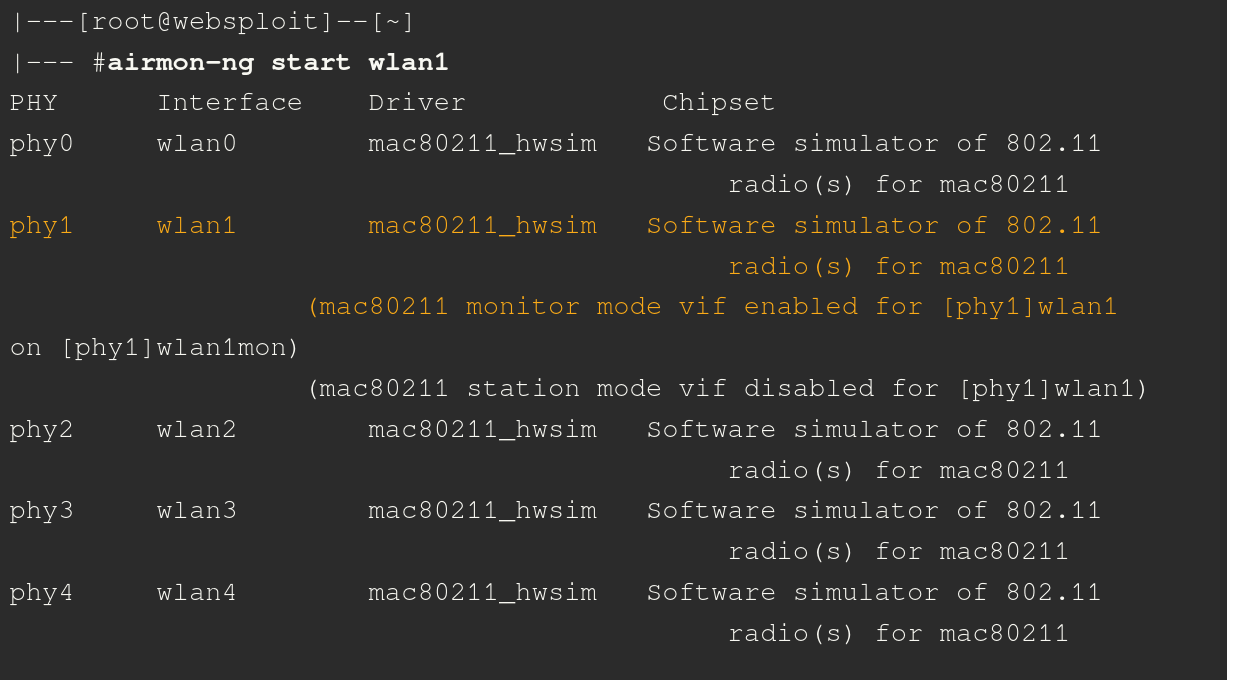 |---[root@websploit]--[~]
|--- #airmon-ng start wlan1
PHY Interface Driver Chipset
phy0 wlan0 mac80211_hwsim Software simulator of 802.11
radio(s) for mac80211
phy1 wlan1 mac80211_hwsim Software simulator of 802.11
radio(s) for mac80211
(mac80211 monitor mode vif enabled for [phy1]wlan1
on [phy1]wlan1mon)
(mac80211 station mode vif disabled for [phy1]wlan1)
phy2 wlan2 mac80211_hwsim Software simulator of 802.11
radio(s) for mac80211
phy3 wlan3 mac80211_hwsim Software simulator of 802.11
radio(s) for mac80211
phy4 wlan4 mac80211_hwsim Software simulator of 802.11
radio(s) for mac80211